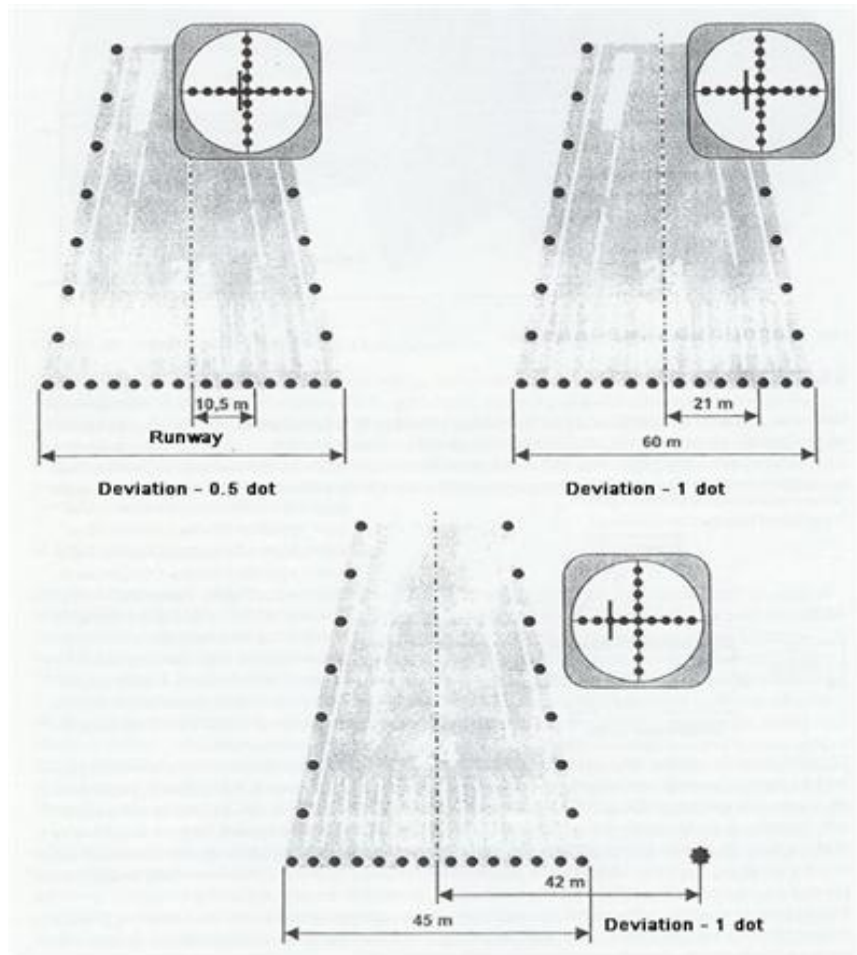 10,5 m
Runway
Deviation – 0.5 dot
21 m
60 m
Deviation – 1 dot
42 m
45 m
Deviation – 1 dot